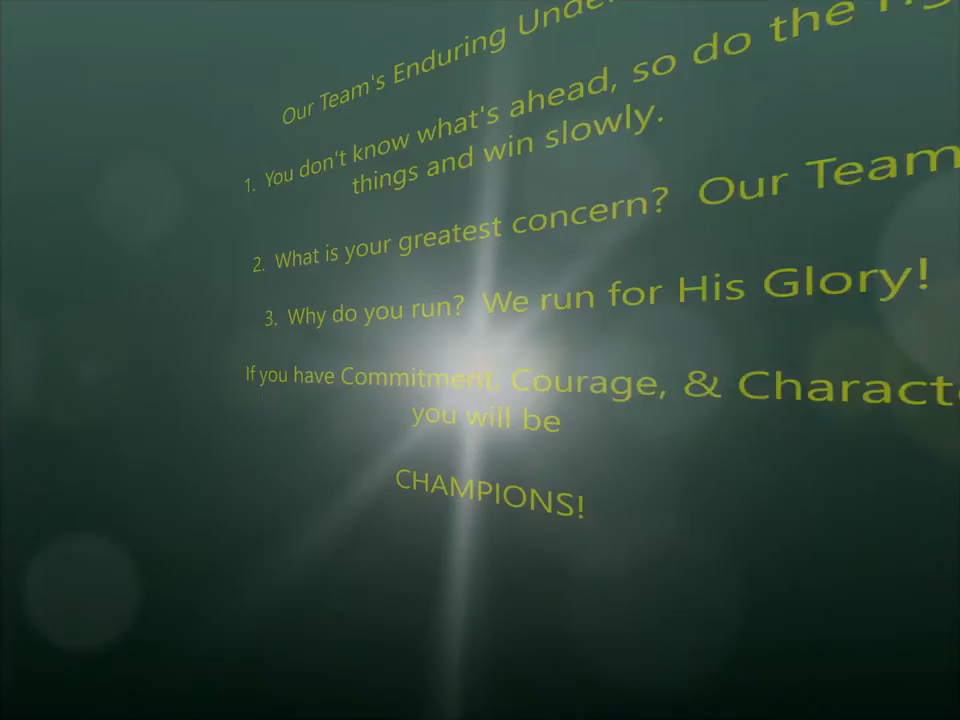 Our Team's Enduring
1. You don't know what's ahead, so do the
things and win slowly.
2. What is your greatest concern? Our Team
3. Why do you run? We run for His Glory!
If you have Commitment, Courage, &
you will be
CHAMPIONS!